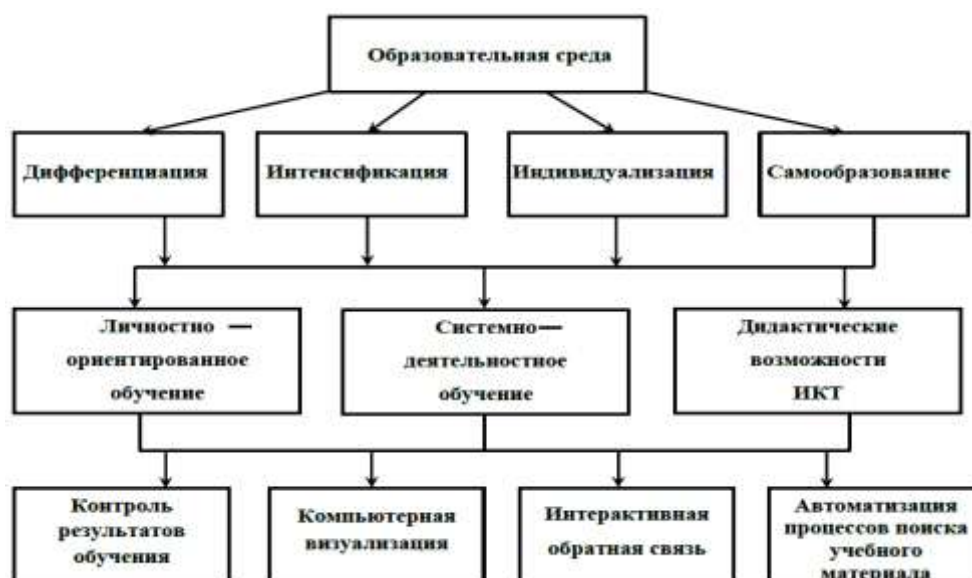 Образовательная среда
Дифференциация
Интенсификация
Индивидуализация
Самообразование
Личностно —
ориентированное
обучение
Системно—
деятельностное
обучение
Дидактические
возможности
ИКТ
Контроль
результатов
обучения
Компьютерная
визуализация
Интерактивная
обратная связь
Автоматизация
процессов поиска
учебного
материала